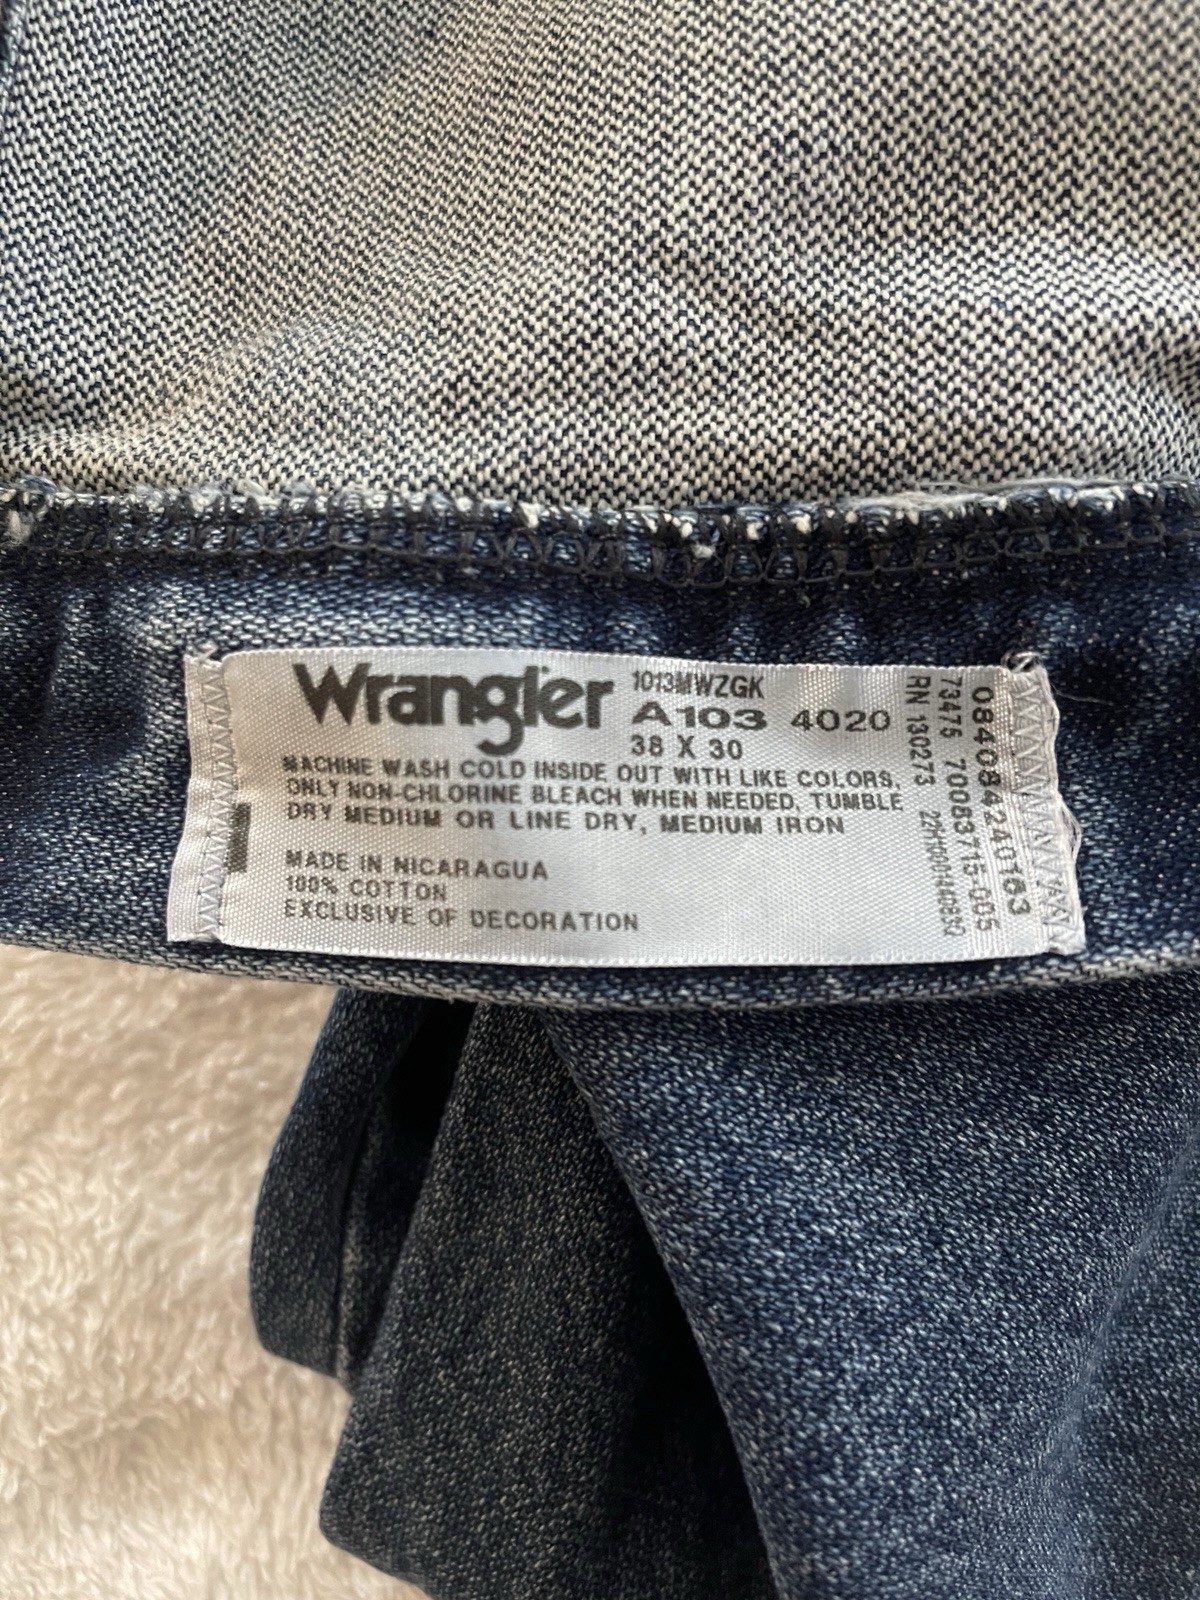 Wrangler
1013MWZGK
A103 4020
38 X 30
MACHINE WASH COLD INSIDE OUT WITH LIKE COLORS,
ONLY NON-CHLORINE BLEACH WHEN NEEDED, TUMBLE
DRY MEDIUM OR LINE DRY, MEDIUM IRON
MADE IN NICARAGUA
100% COTTON
EXCLUSIVE OF DECORATION
084084240183
73475 70083715-005
RN 130273